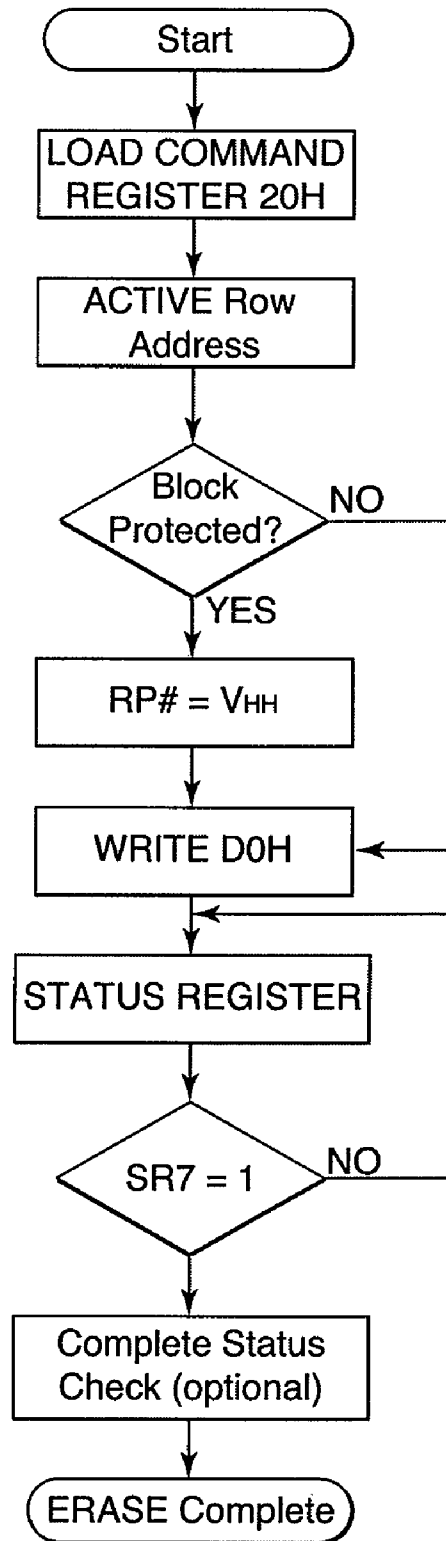 Start
LOAD COMMAND
REGISTER 20H
ACTIVE Row
Address
Block
Protected?
NO
YES
RP# = VHH
WRITE D0H
STATUS REGISTER
SR7 = 1
NO
Complete Status
Check (optional)
ERASE Complete